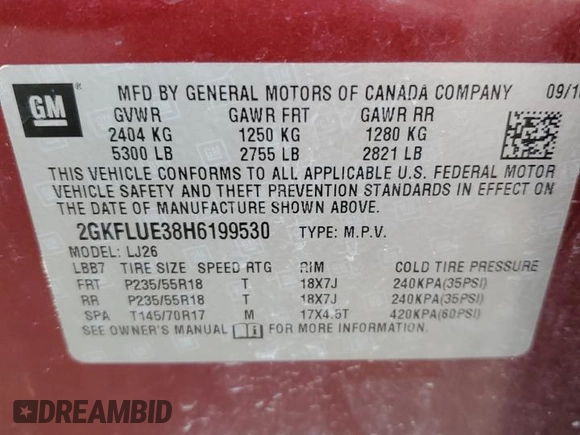 GM
MFD BY GENERAL MOTORS OF CANADA COMPANY
GVWR GAWR FRT GAWR RR
2404 KG 1250 KG 1280 KG
5300 LB 2755 LB 2821 LB
THIS VEHICLE CONFORMS TO ALL APPLICABLE U.S. FEDERAL MOTOR
VEHICLE SAFETY AND THEFT PREVENTION STANDARDS IN EFFECT ON
THE DATE OF MANUFACTURE SHOWN ABOVE.
2GKFLUE38H6199530 TYPE: M.P.V.
MODEL: LJ26
LBB7 TIRE SIZE SPEED RTG RIM COLD TIRE PRESSURE
FRT P235/55R18 T 18X7J 240KPA(35PSI)
RR P235/55R18 T 18X7J 240KPA(35PSI)
SPA T145/70R17 M 17X4.5T 420KPA(60PSI)
SEE OWNER'S MANUAL FOR MORE INFORMATION.
DREAMBID